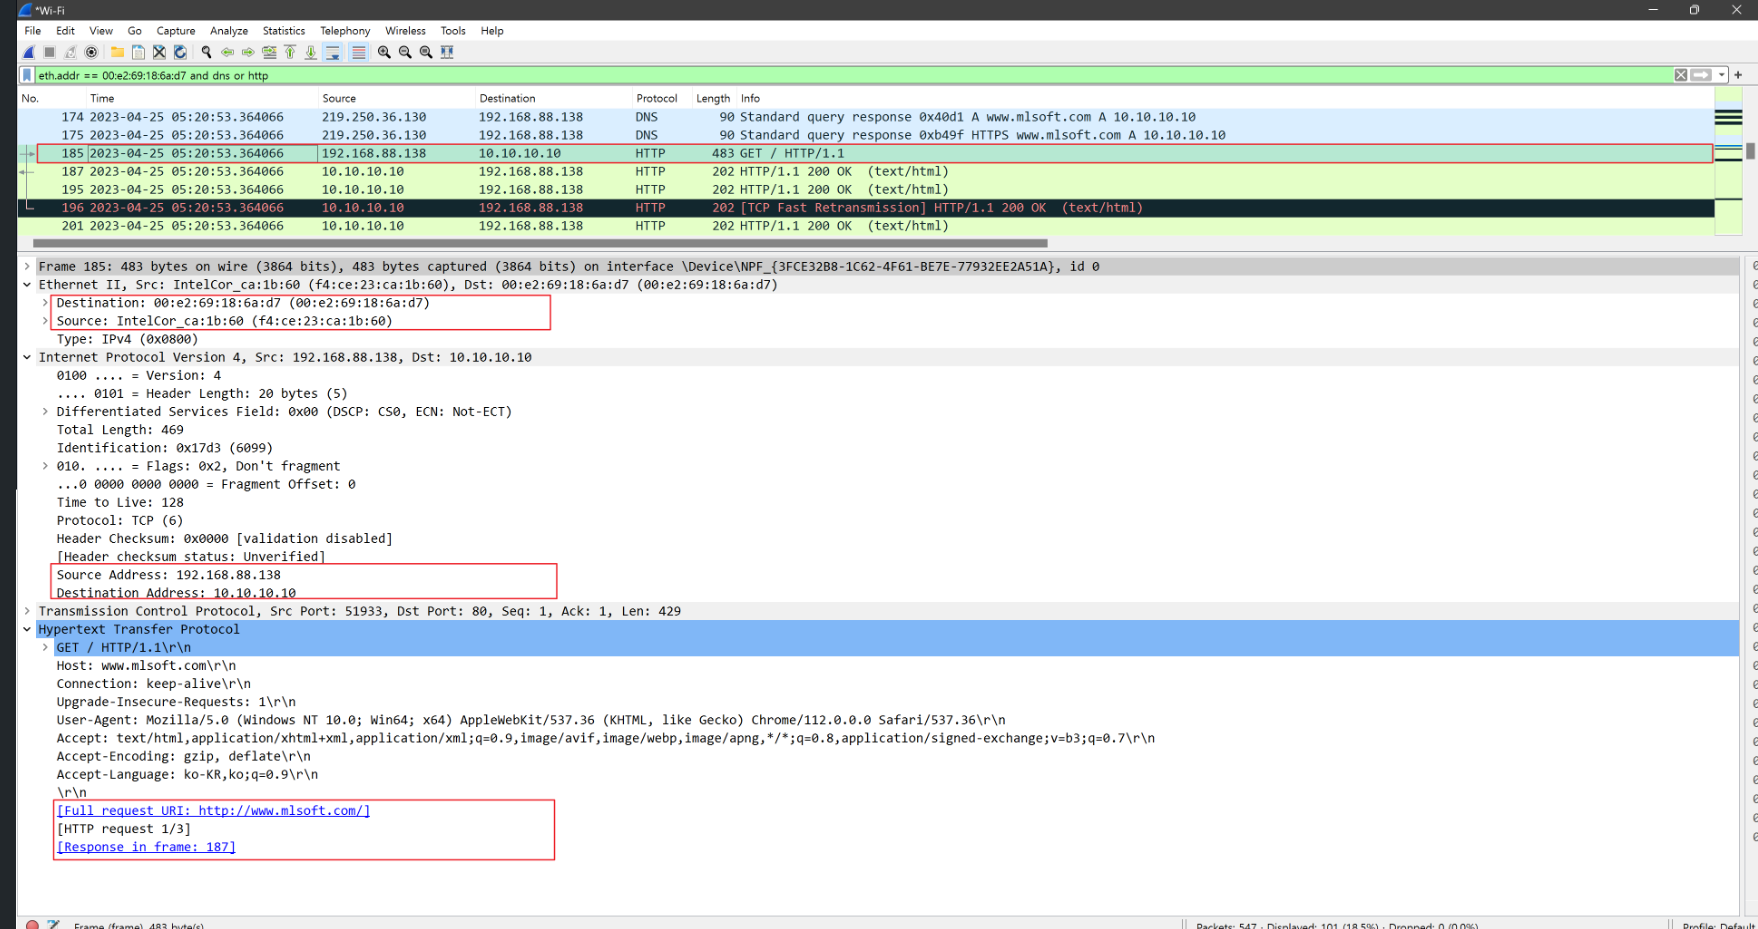 *Wi-Fi
File Edit View Go Capture Analyze Statistics Telephony Wireless Tools Help
eth.addr == 00:e2:69:18:6a:d7 and dns or http
No. Time Source Destination Protocol Length Info
174 2023-04-25 05:20:53.364066 219.250.36.130 192.168.88.138 DNS 90 Standard query response 0x40d1 A www.mlsoft.com A 10.10.10.10
175 2023-04-25 05:20:53.364066 219.250.36.130 192.168.88.138 DNS 90 Standard query response 0xb49f HTTPS www.mlsoft.com A 10.10.10.10
185 2023-04-25 05:20:53.364066 192.168.88.138 10.10.10.10 HTTP 483 GET / HTTP/1.1
187 2023-04-25 05:20:53.364066 10.10.10.10 192.168.88.138 HTTP 202 HTTP/1.1 200 OK (text/html)
195 2023-04-25 05:20:53.364066 10.10.10.10 192.168.88.138 HTTP 202 HTTP/1.1 200 OK (text/html)
196 2023-04-25 05:20:53.364066 10.10.10.10 192.168.88.138 HTTP 202 [TCP Fast Retransmission] HTTP/1.1 200 OK (text/html)
201 2023-04-25 05:20:53.364066 10.10.10.10 192.168.88.138 HTTP 202 HTTP/1.1 200 OK (text/html)
Frame 185: 483 bytes on wire (3864 bits), 483 bytes captured (3864 bits) on interface \Device\NPF_{3FCE32B8-1C62-4F61-BE7E-77932EE2A51A}, id 0
Ethernet II, Src: IntelCor_ca:1b:60 (f4:ce:23:ca:1b:60), Dst: 00:e2:69:18:6a:d7 (00:e2:69:18:6a:d7)
Destination: 00:e2:69:18:6a:d7 (00:e2:69:18:6a:d7)
Source: IntelCor_ca:1b:60 (f4:ce:23:ca:1b:60)
Type: IPv4 (0x0800)
Internet Protocol Version 4, Src: 192.168.88.138, Dst: 10.10.10.10
0100 .... = Version: 4
.... 0101 = Header Length: 20 bytes (5)
Differentiated Services Field: 0x00 (DSCP: CS0, ECN: Not-ECT)
Total Length: 469
Identification: 0x17d3 (6099)
010. .... = Flags: 0x2, Don't fragment
...0 0000 0000 0000 = Fragment Offset: 0
Time to Live: 128
Protocol: TCP (6)
Header Checksum: 0x0000 [validation disabled]
[Header checksum status: Unverified]
Source Address: 192.168.88.138
Destination Address: 10.10.10.10
Transmission Control Protocol, Src Port: 51933, Dst Port: 80, Seq: 1, Ack: 1, Len: 429
Hypertext Transfer Protocol
GET / HTTP/1.1\r\n
Host: www.mlsoft.com\r\n
Connection: keep-alive\r\n
Upgrade-Insecure-Requests: 1\r\n
User-Agent: Mozilla/5.0 (Windows NT 10.0; Win64; x64) AppleWebKit/537.36 (KHTML, like Gecko) Chrome/112.0.0.0 Safari/537.36\r\n
Accept: text/html,application/xhtml+xml,application/xml;q=0.9,image/avif,image/webp,image/apng,*/*;q=0.8,application/signed-exchange;v=b3;q=0.7\r\n
Accept-Encoding: gzip, deflate\r\n
Accept-Language: ko-KR,ko;q=0.9\r\n
\r\n
[Full request URI: http://www.mlsoft.com/]
[HTTP request 1/3]
[Response in frame: 187]
Frame (frame), 483 byte(s) Packets: 547 · Displayed: 101 (18.5%) · Dropped: 0 (0.0%) Profile: Default